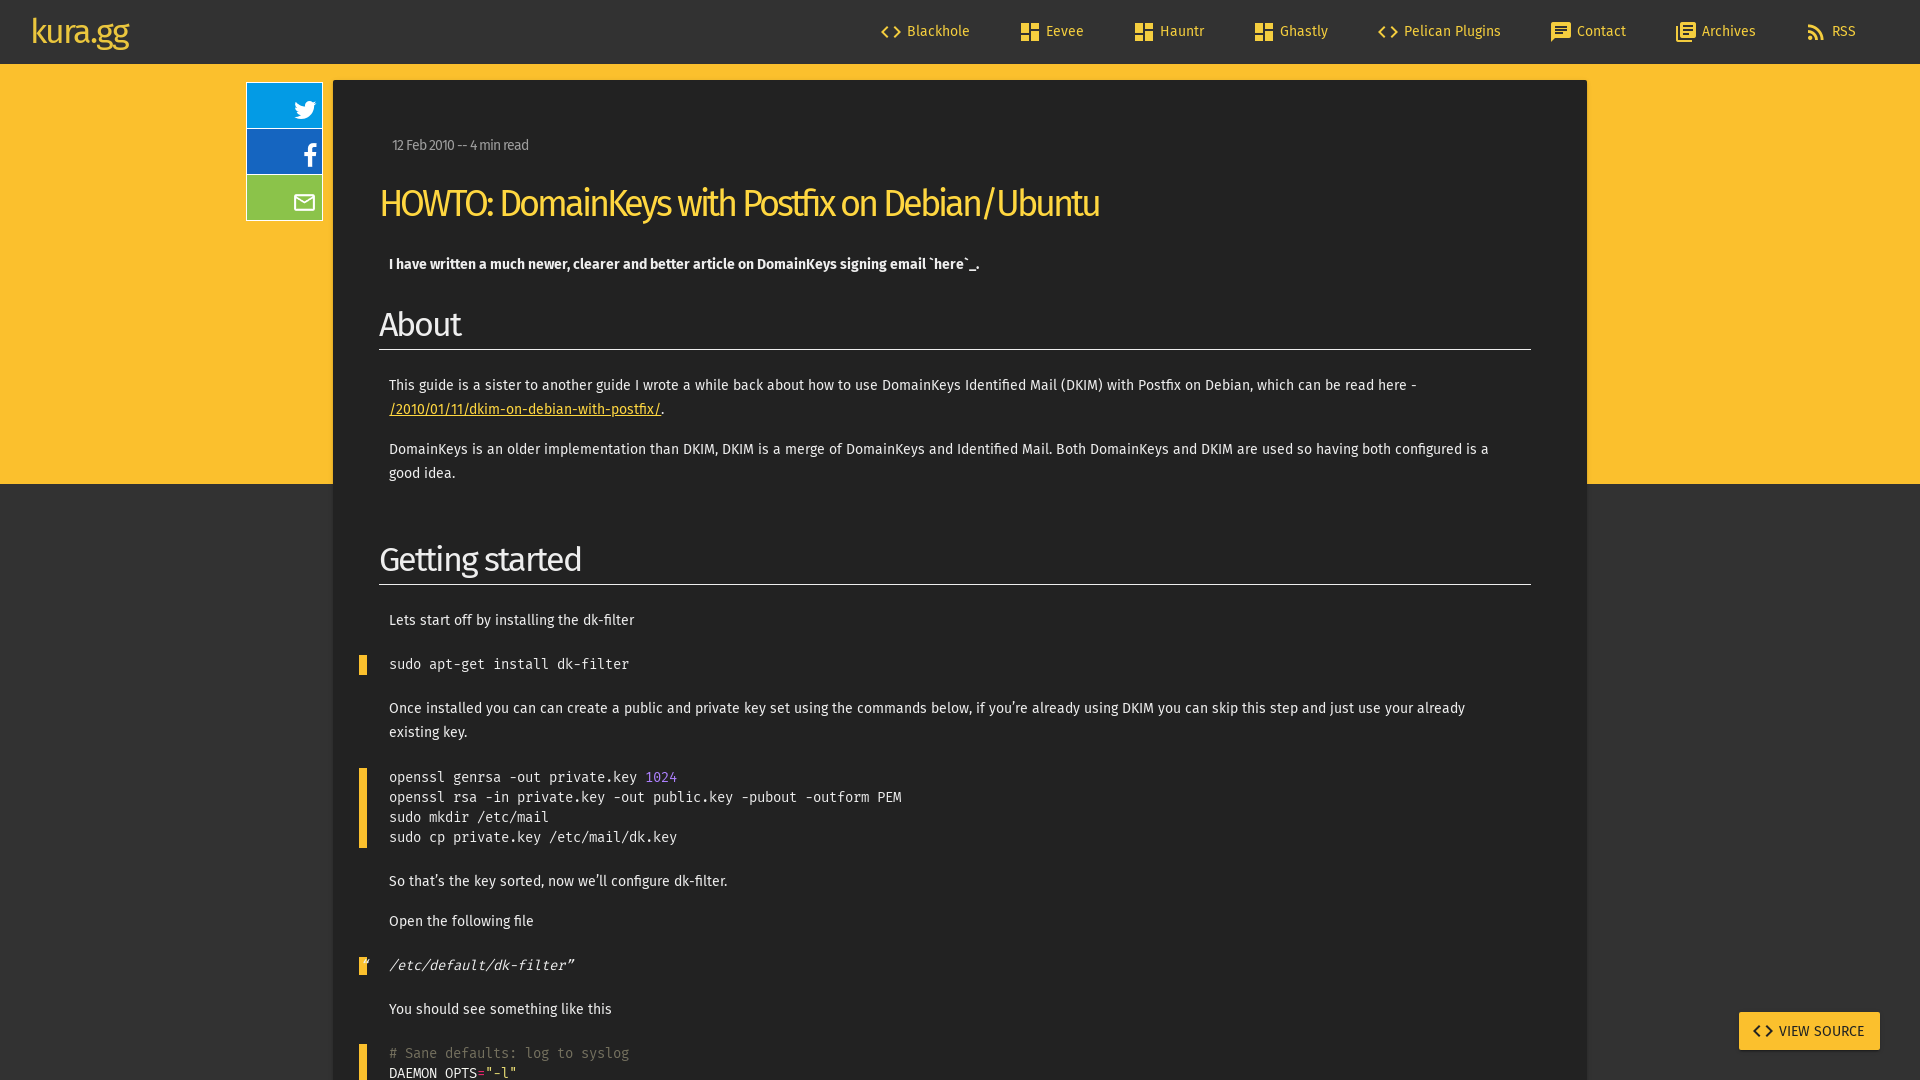 kura.gg
Blackhole
Eevee
Hauntr
Ghastly
Pelican Plugins
Contact
Archives
RSS
12 Feb 2010 -- 4 min read
HOWTO: DomainKeys with Postfix on Debian/Ubuntu
I have written a much newer, clearer and better article on DomainKeys signing email `here`_.
About
This guide is a sister to another guide I wrote a while back about how to use DomainKeys Identified Mail (DKIM) with Postfix on Debian, which can be read here -
/2010/01/11/dkim-on-debian-with-postfix/.
DomainKeys is an older implementation than DKIM, DKIM is a merge of DomainKeys and Identified Mail. Both DomainKeys and DKIM are used so having both configured is a
good idea.
Getting started
Lets start off by installing the dk-filter
sudo apt-get install dk-filter
Once installed you can can create a public and private key set using the commands below, if you’re already using DKIM you can skip this step and just use your already
existing key.
openssl genrsa -out private.key 1024
openssl rsa -in private.key -out public.key -pubout -outform PEM
sudo mkdir /etc/mail
sudo cp private.key /etc/mail/dk.key
So that’s the key sorted, now we’ll configure dk-filter.
Open the following file
“/etc/default/dk-filter”
You should see something like this
# Sane defaults: log to syslog
DAEMON_OPTS="-l"
VIEW SOURCE